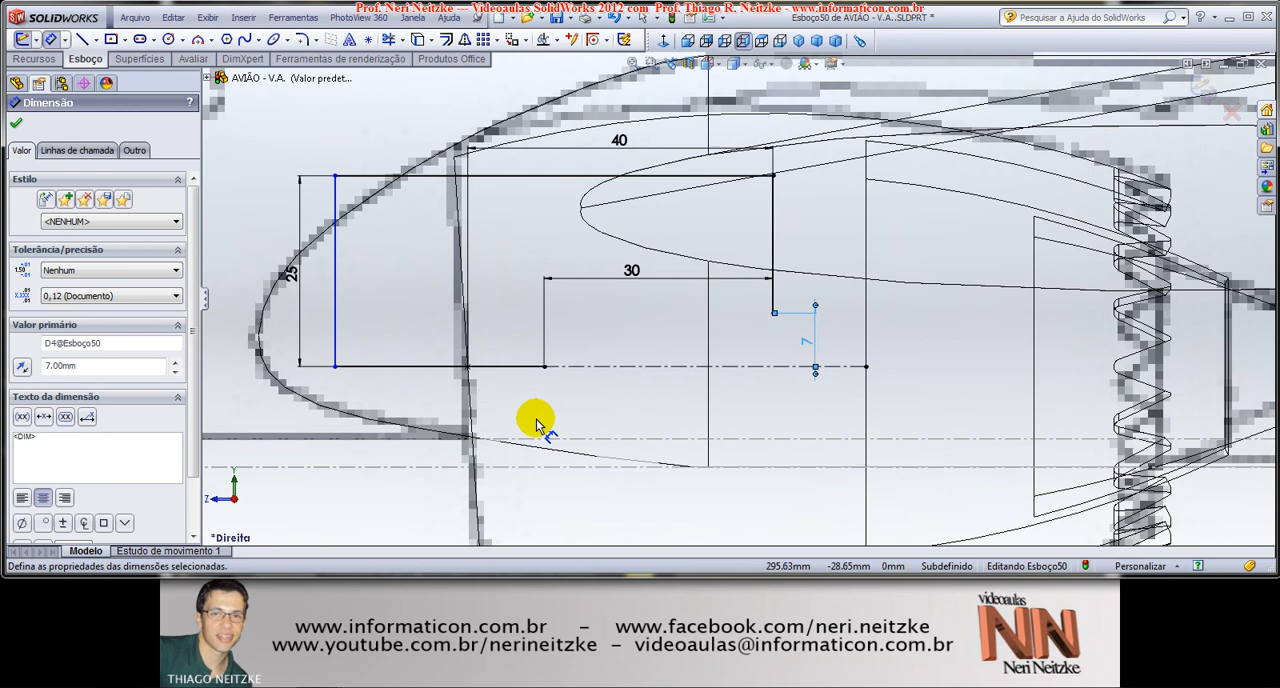 Prof. Neri Neitzke --- Videoaulas SolidWorks 2012 com Prof. Thiago R. Neitzke
SOLIDWORKS
Arquivo Editar Exibir Inserir Ferramentas PhotoView 360 Janela Ajuda
Esboço50 de AVIÃO - V.A..SLDPRT *
Pesquisar a Ajuda do SolidWorks
Recursos Esboço Superfícies Avaliar DimXpert Ferramentas de renderização Produtos Office
AVIÃO - V.A. (Valor predet...
Dimensão
?
Valor Linhas de chamada Outro
Estilo
<NENHUM>
Tolerância/precisão
Nenhum
0,12 (Documento)
Valor primário
D4@Esboço50
7.00mm
Texto da dimensão
<DIM>
40
25
30
7
Y
Z
*Direita
Modelo Estudo de movimento 1
Defina as propriedades das dimensões selecionadas.
295.63mm -28.65mm 0mm Subdefinido Editando Esboço50 Personalizar
www.informaticon.com.br - www.facebook.com/neri.neitzke
www.youtube.com.br/nerineitzke - videoaulas@informaticon.com.br
THIAGO NEITZKE
videoaulas
NN
Neri Neitzke